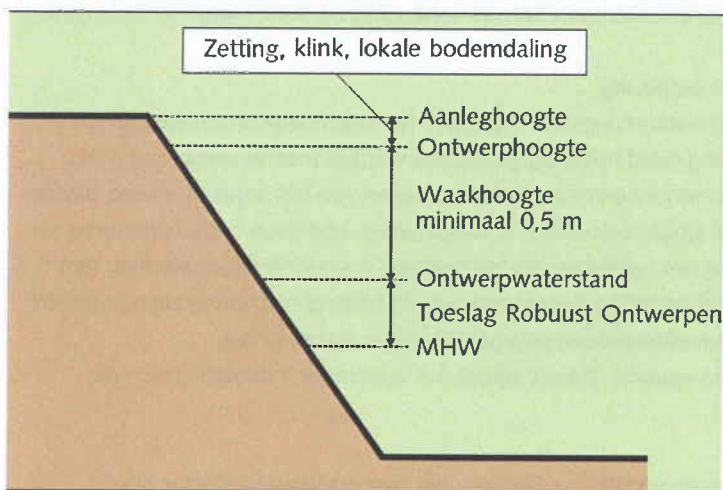 Zetting, klink, lokale bodemdaling
Aanleghoogte
Ontwerphoogte
Waakhoogte
minimaal 0,5 m
Ontwerpwaterstand
Toeslag Robuust Ontwerpen
MHW